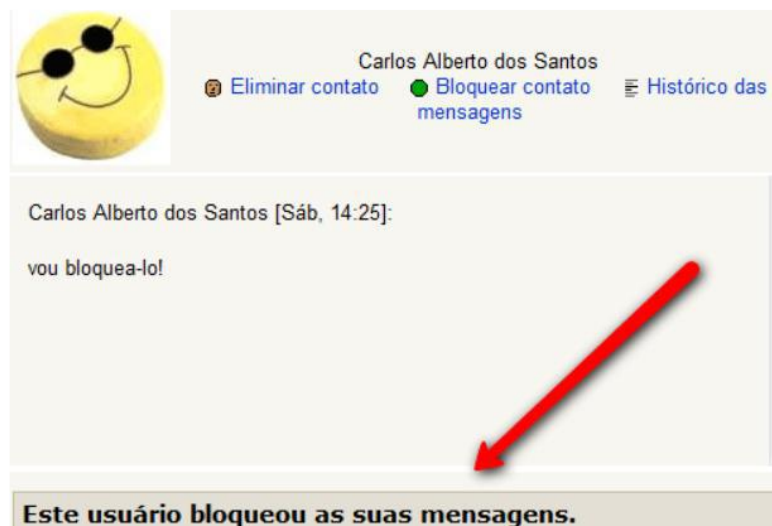 Carlos Alberto dos Santos
Eliminar contato Bloquear contato Histórico das
mensagens
Carlos Alberto dos Santos [Sáb, 14:25]:
vou bloquea-lo!
Este usuário bloqueou as suas mensagens.